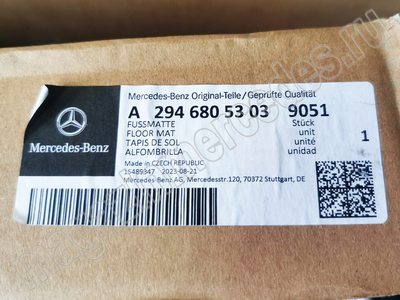 Mercedes-Benz Original-Teile/Geprüfte Qualität
A 294 680 53 03 9051
FUSSMATTE Stück
FLOOR MAT unit
TAPIS DE SOL unité 1
ALFOMBRILLA unidad
Made in CZECH REPUBLIC
15489347 2023-08-21
Mercedes-Benz AG, Mercedesstr.120, 70372 Stuttgart, DE
Mercedes-Benz